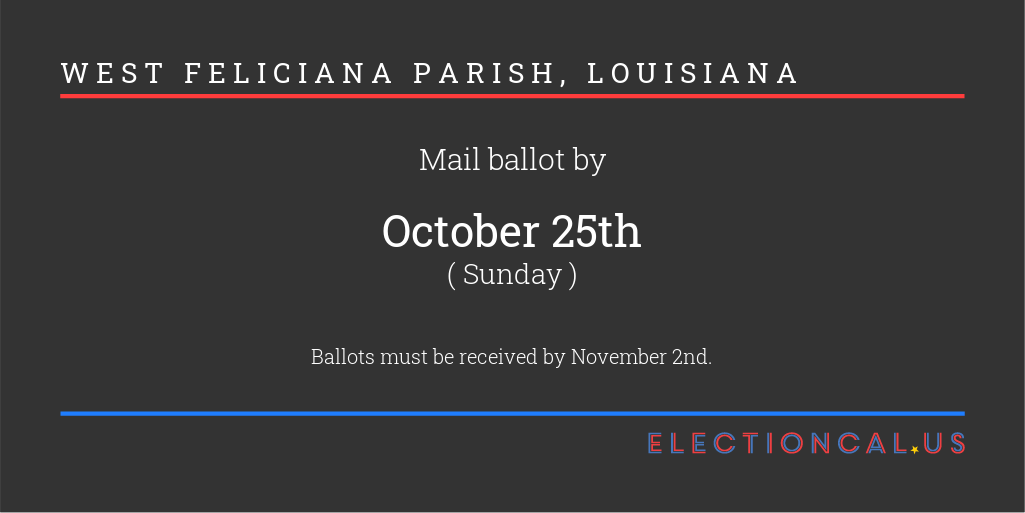 WEST FELICIANA PARISH, LOUISIANA
Mail ballot by
October 25th
( Sunday )
Ballots must be received by November 2nd.
ELECTIONCAL.US